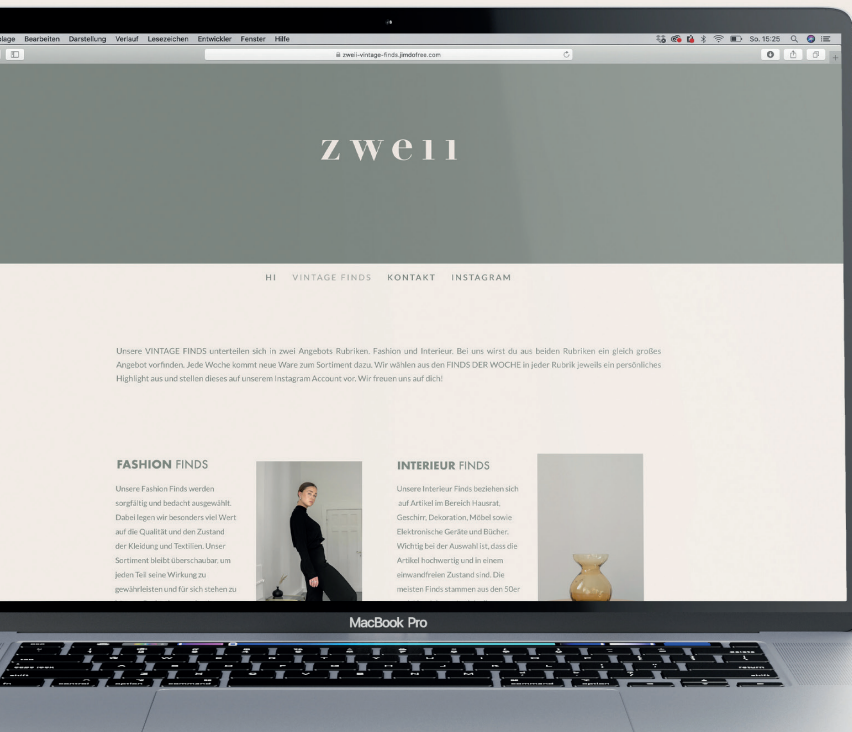 Bearbeiten Darstellung Verlauf Lesezeichen Entwickler Fenster Hilfe So. 15:25
zweii-vintage-finds.jimdofree.com
zweii
HI VINTAGE FINDS KONTAKT INSTAGRAM
Unsere VINTAGE FINDS unterteilen sich in zwei Angebots Rubriken. Fashion und Interieur. Bei uns wirst du aus beiden Rubriken ein gleich großes
Angebot vorfinden. Jede Woche kommt neue Ware zum Sortiment dazu. Wir wählen aus den FINDS DER WOCHE in jeder Rubrik jeweils ein persönliches
Highlight aus und stellen dieses auf unserem Instagram Account vor. Wir freuen uns auf dich!
FASHION FINDS
Unsere Fashion Finds werden
sorgfältig und bedacht ausgewählt.
Dabei legen wir besonders viel Wert
auf die Qualität und den Zustand
der Kleidung und Textilien. Unser
Sortiment bleibt überschaubar, um
jeden Teil seine Wirkung zu
gewährleisten und für sich stehen zu
INTERIEUR FINDS
Unsere Interieur Finds beziehen sich
auf Artikel im Bereich Hausrat,
Geschirr, Dekoration, Möbel sowie
Elektronische Geräte und Bücher.
Wichtig bei der Auswahl ist, dass die
Artikel hochwertig und in einem
einwandfreien Zustand sind. Die
meisten Finds stammen aus den 50er
MacBook Pro